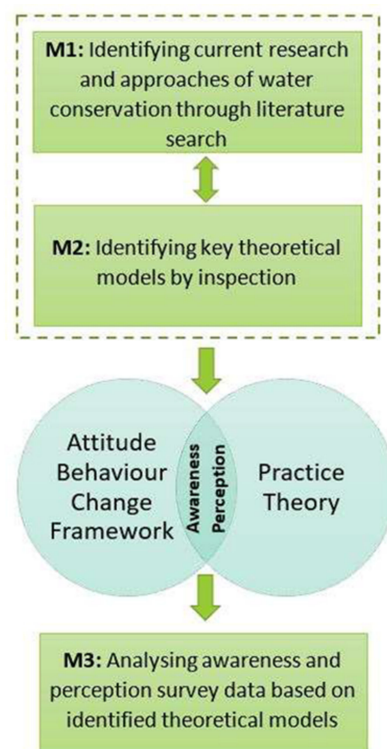 M1: Identifying current research
and approaches of water
conservation through literature
search
M2: Identifying key theoretical
models by inspection
Attitude
Behaviour
Change
Framework
Awareness
Perception
Practice
Theory
M3: Analysing awareness and
perception survey data based on
identified theoretical models